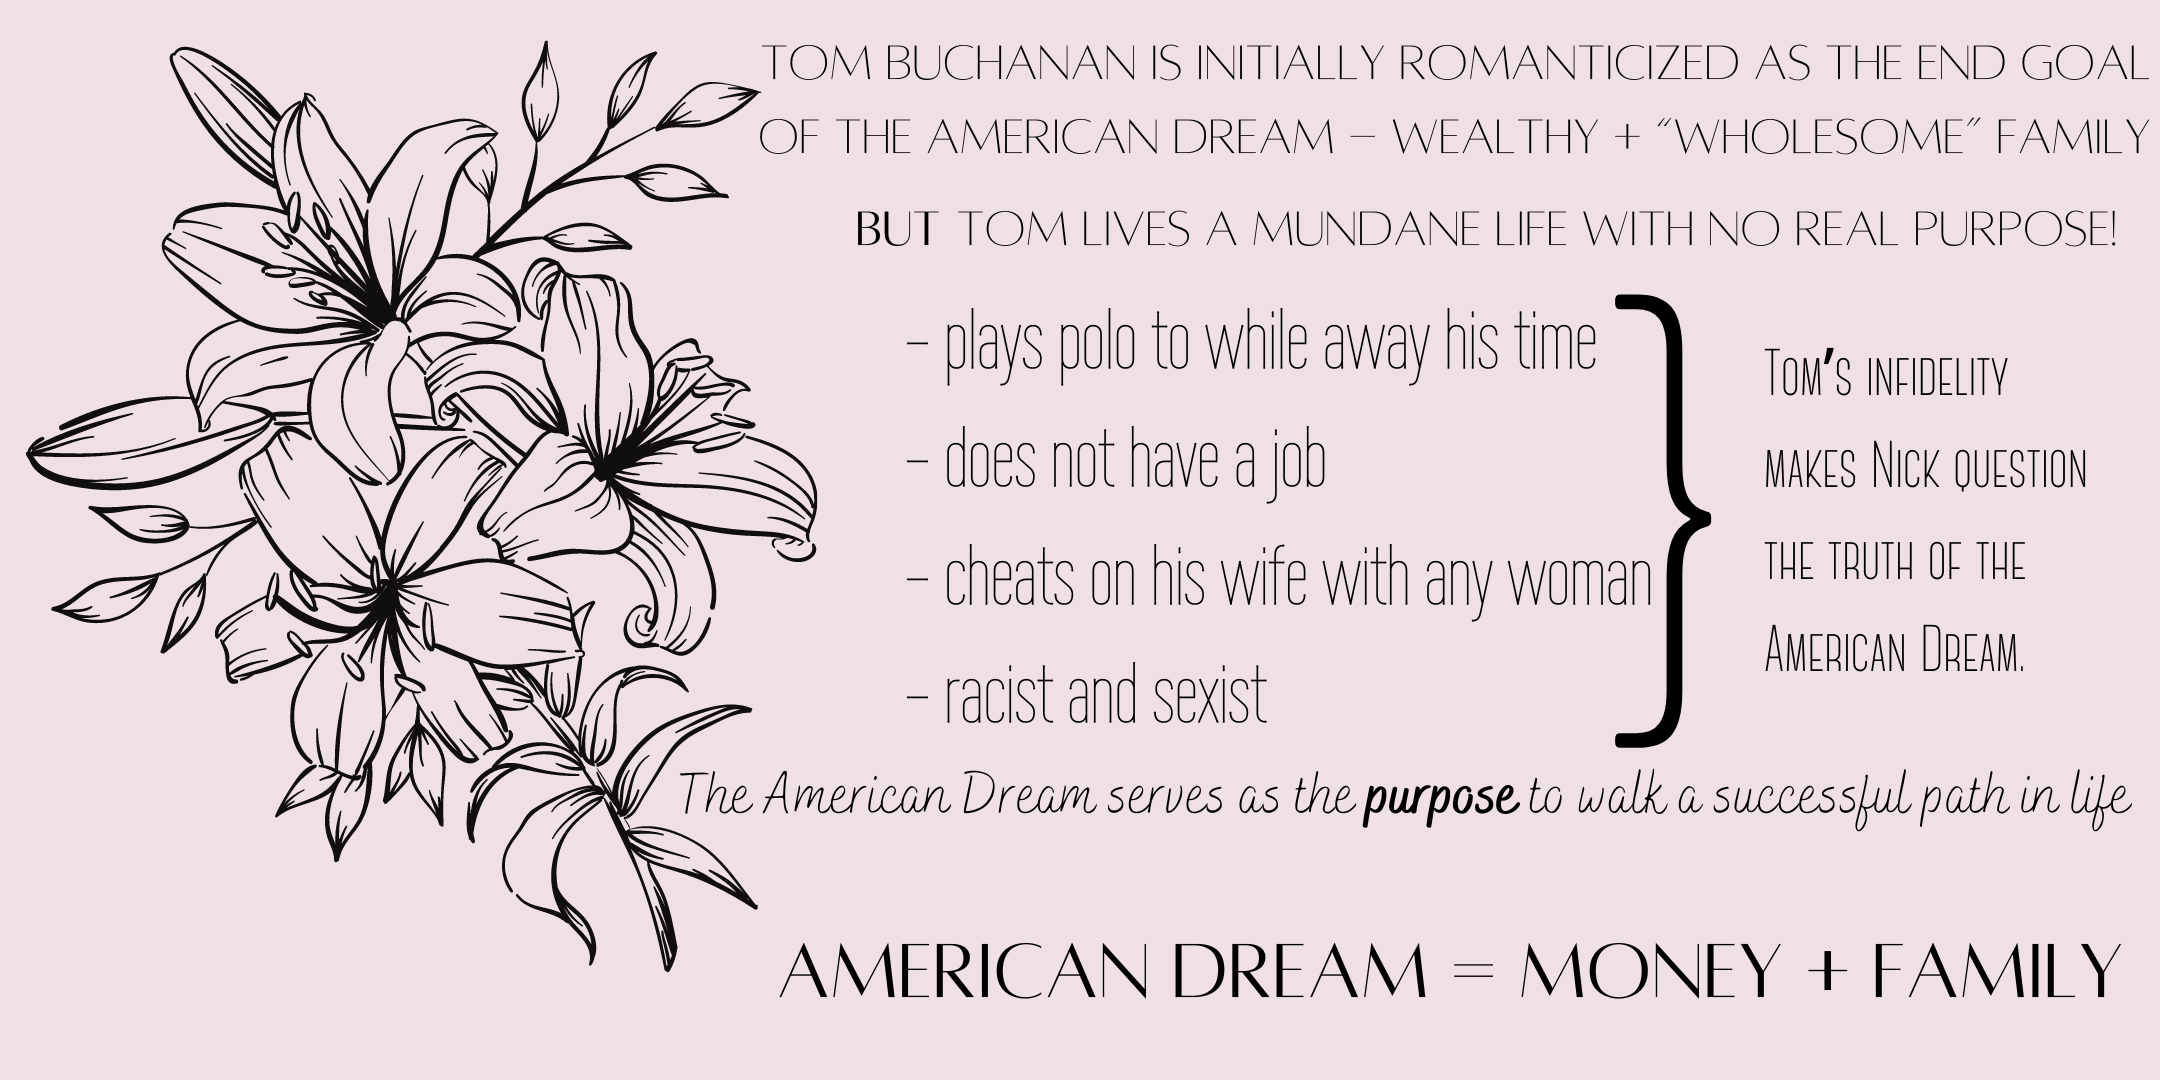 TOM BUCHANAN IS INITIALLY ROMANTICIZED AS THE END GOAL
OF THE AMERICAN DREAM – WEALTHY + “WHOLESOME” FAMILY
BUT TOM LIVES A MUNDANE LIFE WITH NO REAL PURPOSE!
– plays polo to while away his time
– does not have a job
– cheats on his wife with any woman
– racist and sexist
Tom's infidelity
makes Nick question
the truth of the
American Dream.
The American Dream serves as the purpose to walk a successful path in life
AMERICAN DREAM = MONEY + FAMILY